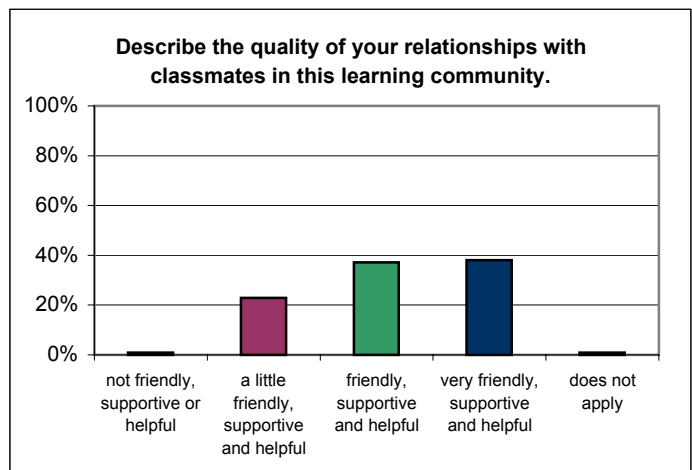 Describe the quality of your relationships with
classmates in this learning community.
100%
80%
60%
40%
20%
0%
not friendly,
supportive or
helpful
a little
friendly,
supportive
and helpful
friendly,
supportive
and helpful
very friendly,
supportive
and helpful
does not
apply